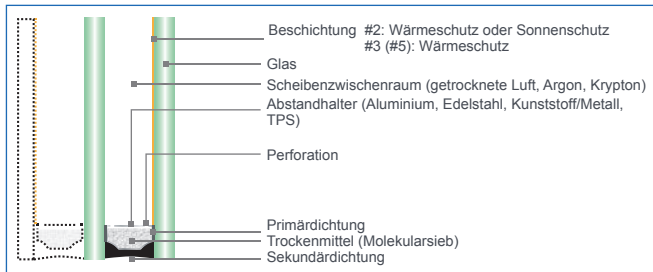 Beschichtung #2: Wärmeschutz oder Sonnenschutz
#3 (#5): Wärmeschutz
Glas
Scheibenzwischenraum (getrocknete Luft, Argon, Krypton)
Abstandhalter (Aluminium, Edelstahl, Kunststoff/Metall,
TPS)
Perforation
Primärdichtung
Trockenmittel (Molekularsieb)
Sekundärdichtung